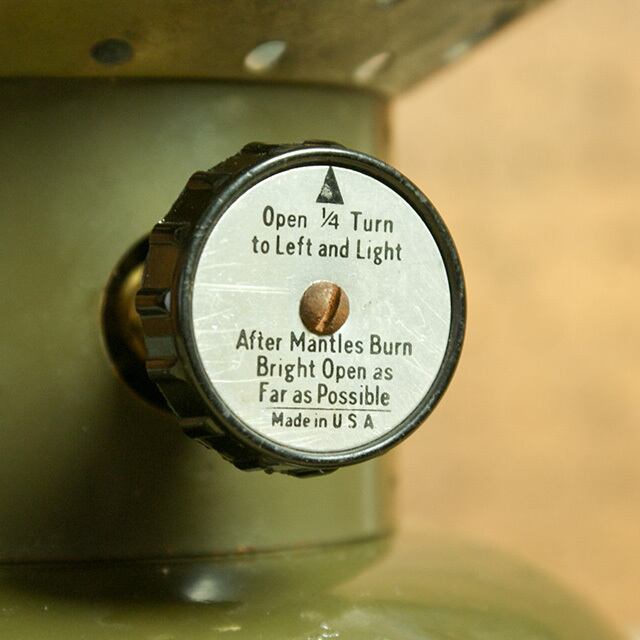 Open ¼ Turn
to Left and Light
After Mantles Burn
Bright Open as
Far as Possible
Made in U S A